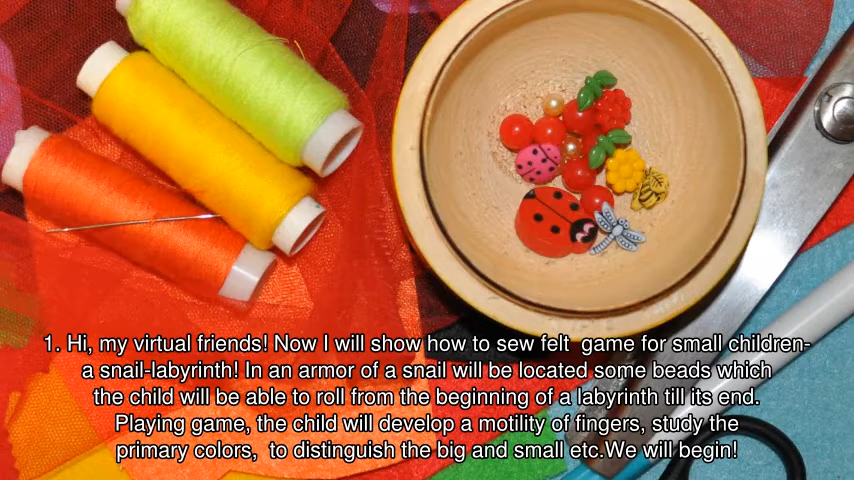 1. Hi, my virtual friends! Now I will show how to sew felt  game for small children-
a snail-labyrinth! In an armor of a snail will be located some beads which
the child will be able to roll from the beginning of a labyrinth till its end.
Playing game, the child will develop a motility of fingers, study the
primary colors,  to distinguish the big and small etc.We will begin!